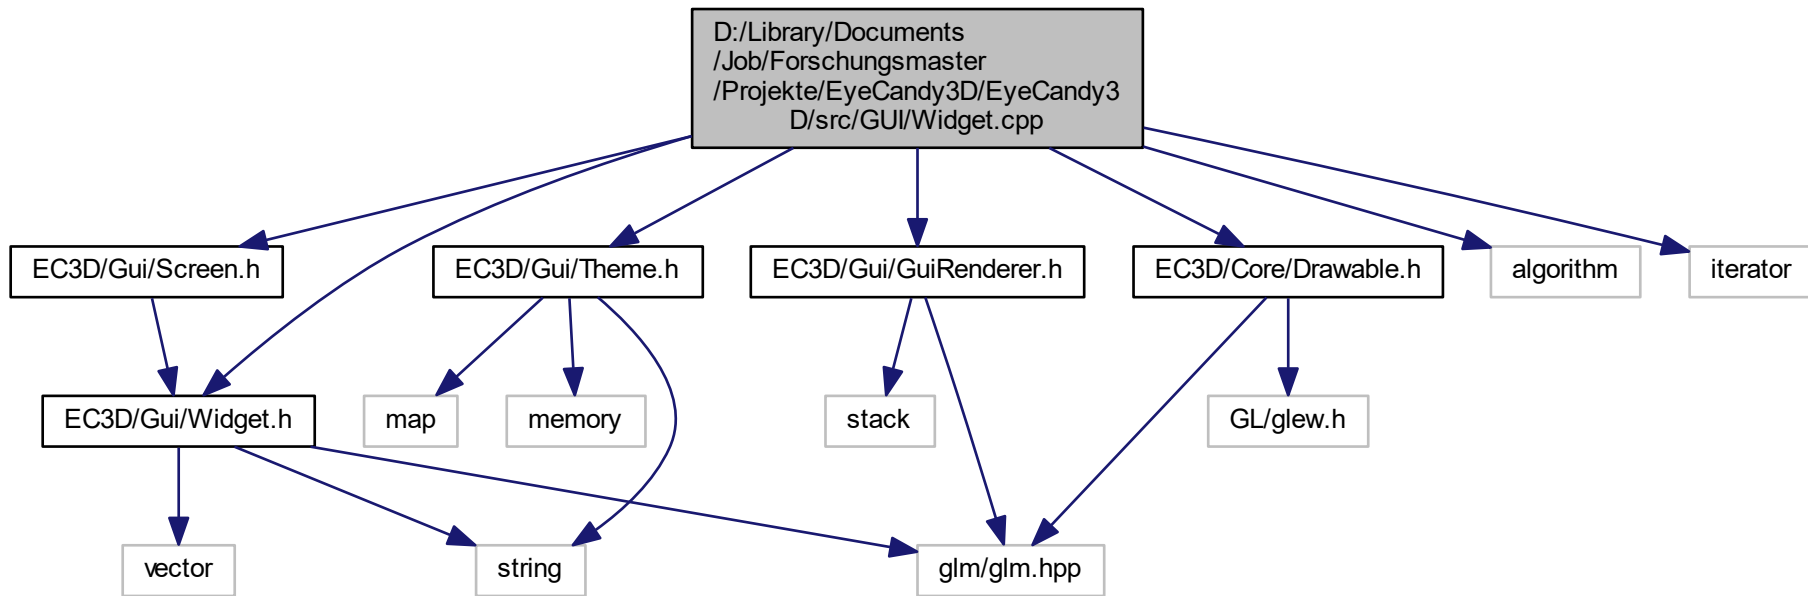 D:/Library/Documents
/Job/Forschungsmaster
/Projekte/EyeCandy3D/EyeCandy3
D/src/GUI/Widget.cpp
EC3D/Gui/Screen.h
EC3D/Gui/Theme.h
EC3D/Gui/GuiRenderer.h
EC3D/Core/Drawable.h
algorithm
iterator
EC3D/Gui/Widget.h
map
memory
stack
GL/glew.h
vector
string
glm/glm.hpp